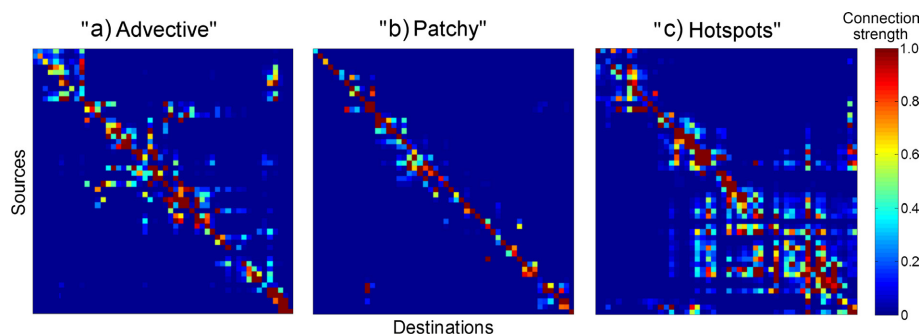 "a) Advective"
"b) Patchy"
"c) Hotspots"
Connection
strength
1.0
0.8
0.6
0.4
0.2
0
Sources
Destinations